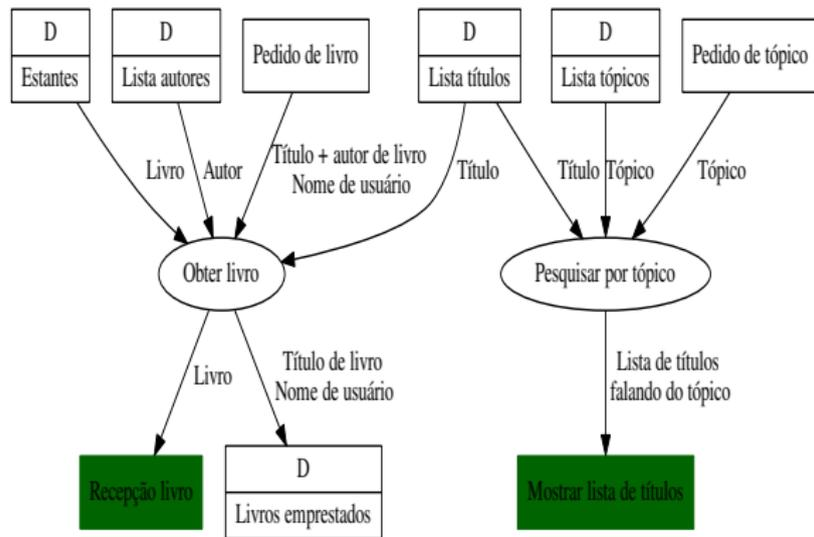 D
Estantes
D
Lista autores
Pedido de livro
D
Lista títulos
D
Lista tópicos
Pedido de tópico
Livro
Autor
Título + autor de livro
Nome de usuário
Título
Título
Tópico
Tópico
Obter livro
Pesquisar por tópico
Livro
Título de livro
Nome de usuário
Lista de títulos
falando do tópico
Recepção livro
D
Livros emprestados
Mostrar lista de títulos